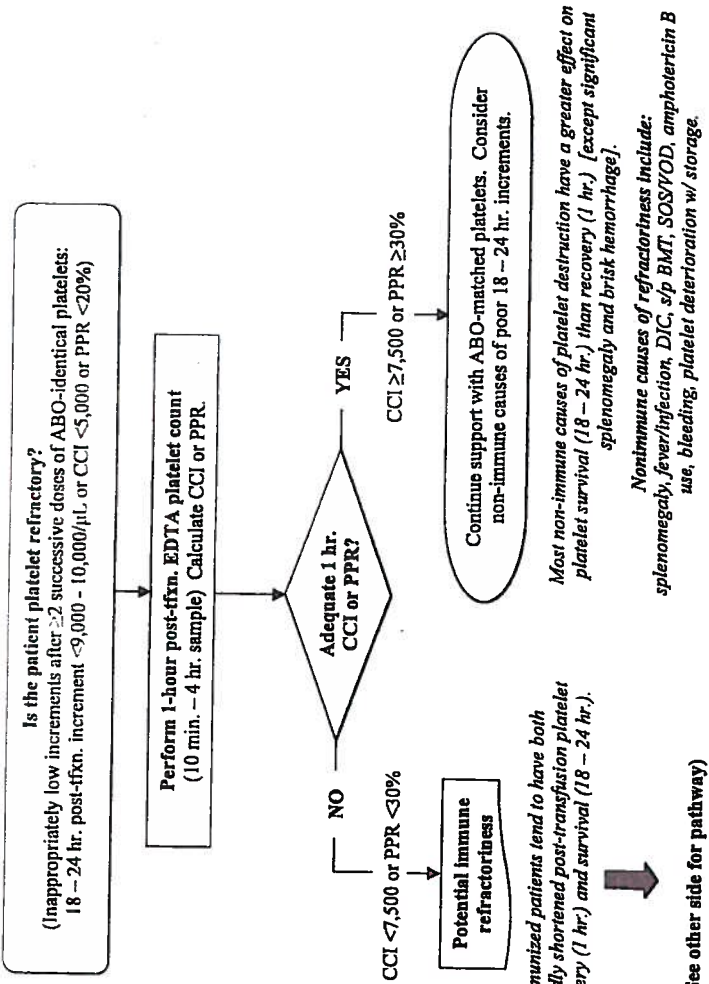 Is the patient platelet refractory?
(Inappropriately low increments after ≥2 successive doses of ABO-identical platelets:
18 – 24 hr. post-tfxn. increment <9,000 – 10,000/µL or CCI <5,000 or PPR <20%)
Perform 1-hour post-tfxn. EDTA platelet count
(10 min. – 4 hr. sample) Calculate CCI or PPR.
Adequate 1 hr.
CCI or PPR?
NO
YES
CCI <7,500 or PPR <30%
CCI ≥7,500 or PPR ≥30%
Potential immune
refractoriness
Continue support with ABO-matched platelets. Consider
non-immune causes of poor 18 – 24 hr. increments.
munized patients tend to have both
dly shortened post-transfusion platelet
ery (1 hr.) and survival (18 – 24 hr.).
See other side for pathway)
Most non-immune causes of platelet destruction have a greater effect on
platelet survival (18 – 24 hr.) than recovery (1 hr.) [except significant
splenomegaly and brisk hemorrhage].
Nonimmune causes of refractoriness include:
splenomegaly, fever/infection, DIC, s/p BMT, SOS/VOD, amphotericin B
use, bleeding, platelet deterioration w/ storage.